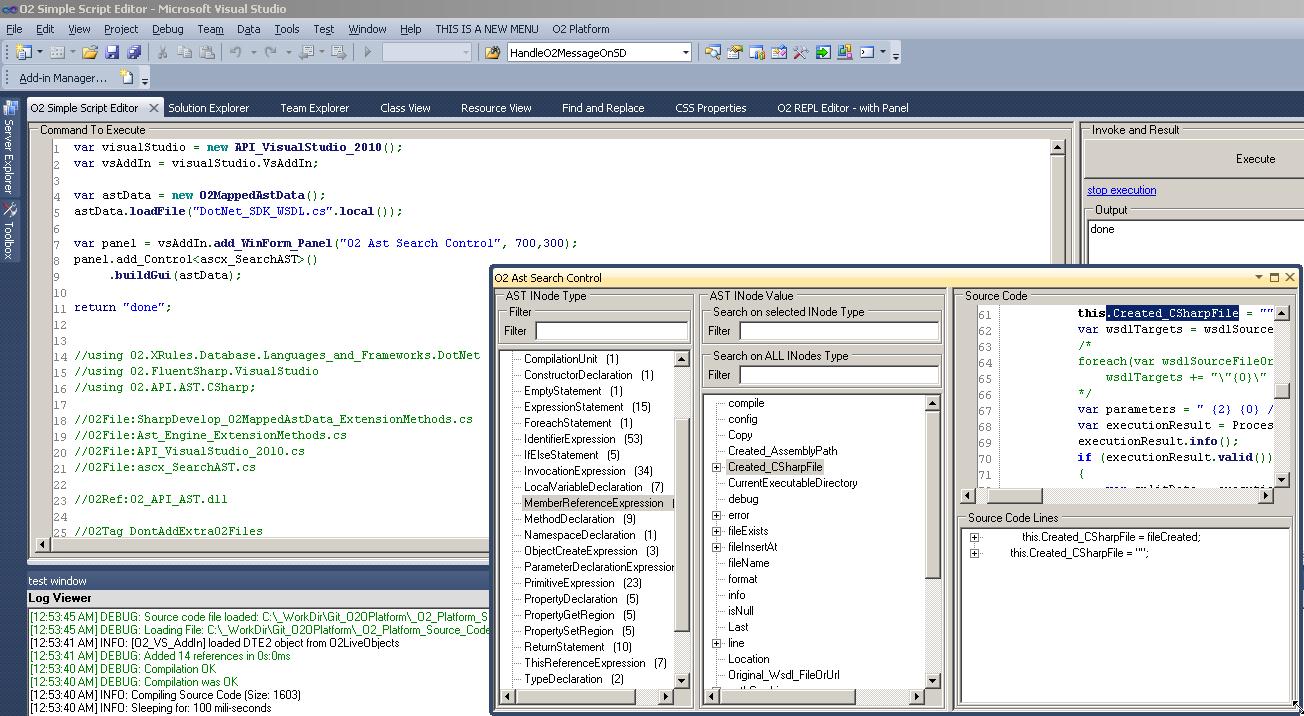 O2 Simple Script Editor - Microsoft Visual Studio
File Edit View Project Debug Team Data Tools Test Window Help THIS IS A NEW MENU O2 Platform
HandleO2MessageOnSD
Add-in Manager...
O2 Simple Script Editor Solution Explorer Team Explorer Class View Resource View Find and Replace CSS Properties O2 REPL Editor - with Panel
Server Explorer
Toolbox
Command To Execute
1 var visualStudio = new API_VisualStudio_2010();
2 var vsAddIn = visualStudio.VsAddIn;
3
4 var astData = new O2MappedAstData();
5 astData.loadFile("DotNet_SDK_WSDL.cs".local());
6
7 var panel = vsAddIn.add_WinForm_Panel("O2 Ast Search Control", 700,300);
8 panel.add_Control<ascx_SearchAST>()
9 .buildGui(astData);
10
11 return "done";
12
13
14 //using O2.XRules.Database.Languages_and_Frameworks.DotNet
15 //using O2.FluentSharp.VisualStudio
16 //using O2.API.AST.CSharp;
17
18 //O2File:SharpDevelop_O2MappedAstData_ExtensionMethods.cs
19 //O2File:Ast_Engine_ExtensionMethods.cs
20 //O2File:API_VisualStudio_2010.cs
21 //O2File:ascx_SearchAST.cs
22
23 //O2Ref:O2_API_AST.dll
24
25 //O2Tag DontAddExtraO2Files
Invoke and Result
Execute
stop execution
Output
done
O2 Ast Search Control
AST INode Type
Filter
Filter
CompilationUnit (1)
ConstructorDeclaration (1)
EmptyStatement (1)
ExpressionStatement (15)
ForeachStatement (1)
IdentifierExpression (53)
IfElseStatement (5)
InvocationExpression (34)
LocalVariableDeclaration (7)
MemberReferenceExpression (
MethodDeclaration (9)
NamespaceDeclaration (1)
ObjectCreateExpression (3)
ParameterDeclarationExpression
PrimitiveExpression (23)
PropertyDeclaration (5)
PropertyGetRegion (5)
PropertySetRegion (5)
ReturnStatement (10)
ThisReferenceExpression (7)
TypeDeclaration (2)
AST INode Value
Search on selected INode Type
Filter
Search on ALL INodes Type
Filter
compile
config
Copy
Created_AssemblyPath
Created_CSharpFile
CurrentExecutableDirectory
debug
error
fileExists
fileInsertAt
fileName
format
info
isNull
Last
line
Location
Original_Wsdl_FileOrUrl
Source Code
61 this.Created_CSharpFile = ""
62 var wsdlTargets = wsdlSource
63 /*
64 foreach(var wsdlSourceFileOr
65 wsdlTargets += "\"{0}\"
66 */
67 var parameters = " {2} {0} /
68 var executionResult = Proces
69 executionResult.info();
70 if (executionResult.valid())
71 {
Source Code Lines
this.Created_CSharpFile = fileCreated;
this.Created_CSharpFile = "";
test window
Log Viewer
[12:53:45 AM] DEBUG: Source code file loaded: C:\_WorkDir\Git_O2OPlatform\_O2_Platform_S
[12:53:45 AM] DEBUG: Loading File: C:\_WorkDir\Git_O2OPlatform\_O2_Platform_Source_Code
[12:53:41 AM] INFO: [O2_VS_AddIn] loaded DTE2 object from O2LiveObjects
[12:53:41 AM] DEBUG: Added 14 references in 0s:0ms
[12:53:40 AM] DEBUG: Compilation OK
[12:53:40 AM] DEBUG: Compilation was OK
[12:53:40 AM] INFO: Compiling Source Code (Size: 1603)
[12:53:40 AM] INFO: Sleeping for: 100 mili-seconds